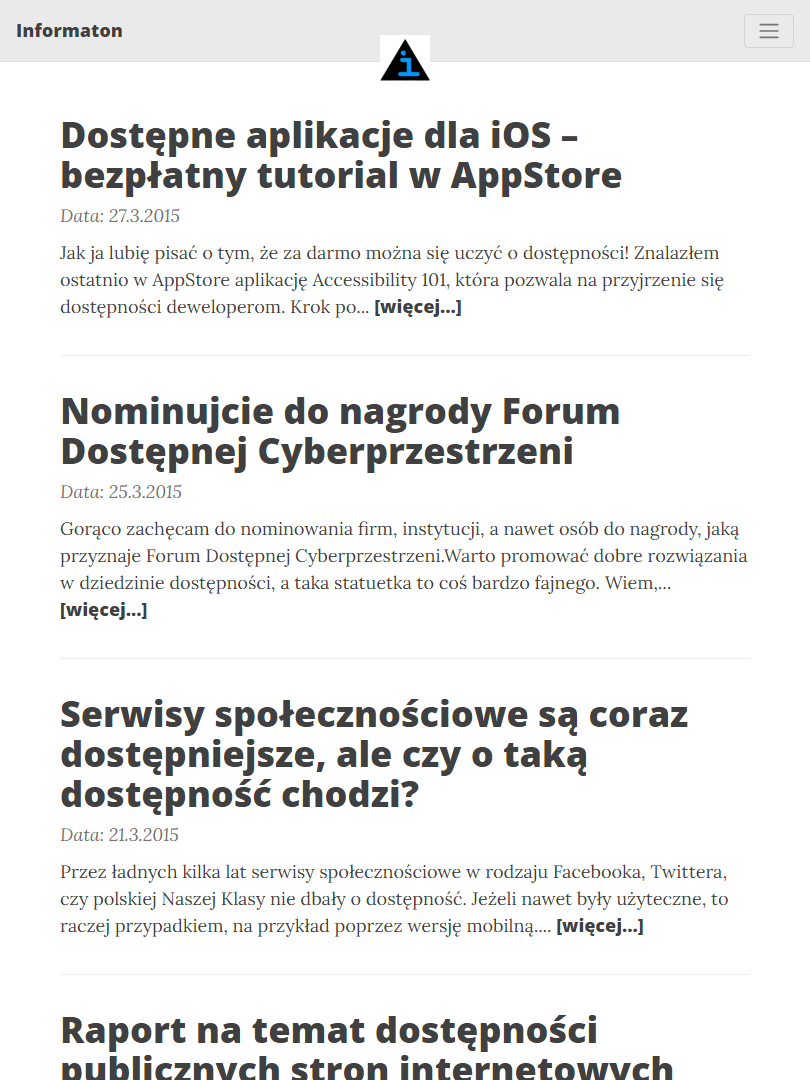 Informaton
i
Dostępne aplikacje dla iOS –
bezpłatny tutorial w AppStore
Data: 27.3.2015
Jak ja lubię pisać o tym, że za darmo można się uczyć o dostępności! Znalazłem
ostatnio w AppStore aplikację Accessibility 101, która pozwala na przyjrzenie się
dostępności deweloperom. Krok po... [więcej...]
Nominujcie do nagrody Forum
Dostępnej Cyberprzestrzeni
Data: 25.3.2015
Gorąco zachęcam do nominowania firm, instytucji, a nawet osób do nagrody, jaką
przyznaje Forum Dostępnej Cyberprzestrzeni.Warto promować dobre rozwiązania
w dziedzinie dostępności, a taka statuetka to coś bardzo fajnego. Wiem,...
[więcej...]
Serwisy społecznościowe są coraz
dostępniejsze, ale czy o taką
dostępność chodzi?
Data: 21.3.2015
Przez ładnych kilka lat serwisy społecznościowe w rodzaju Facebooka, Twittera,
czy polskiej Naszej Klasy nie dbały o dostępność. Jeżeli nawet były użyteczne, to
raczej przypadkiem, na przykład poprzez wersję mobilną.... [więcej...]
Raport na temat dostępności
publicznych stron internetowych